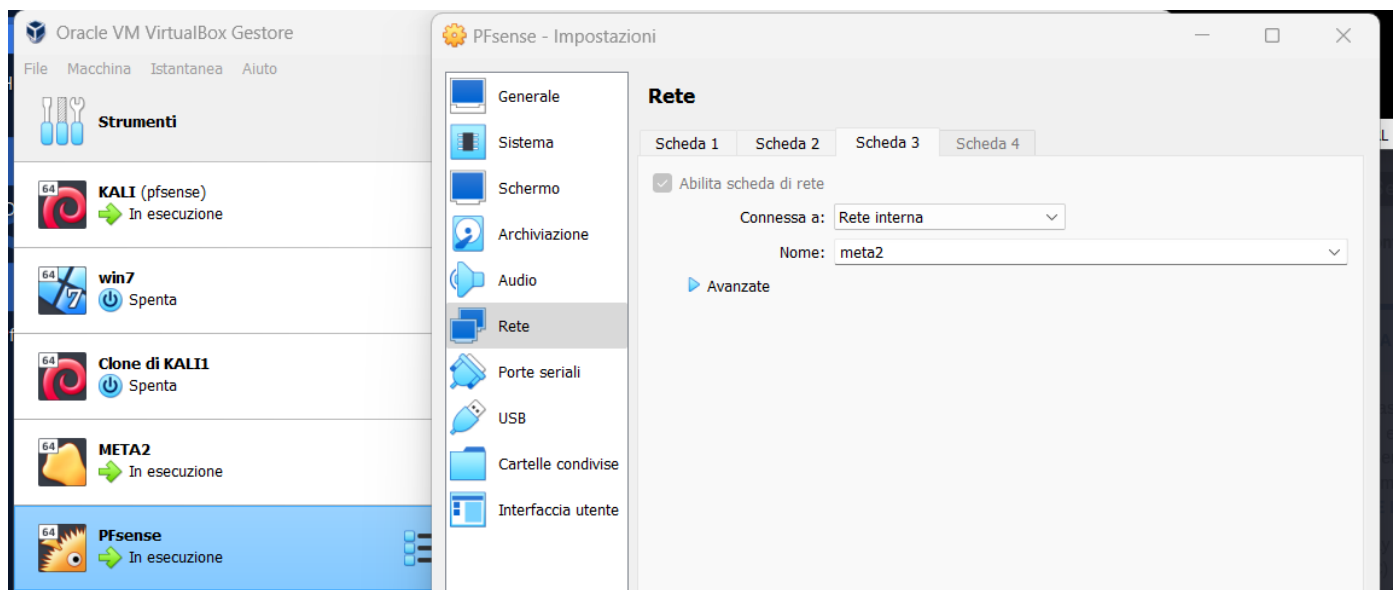 Oracle VM VirtualBox Gestore
File Macchina Istantanea Aiuto
Strumenti
64
KALI (pfsense)
In esecuzione
64
win7
Spenta
64
Clone di KALI1
Spenta
64
META2
In esecuzione
64
PFsense
In esecuzione
PFsense - Impostazioni
Generale
Sistema
Schermo
Archiviazione
Audio
Rete
Porte seriali
USB
Cartelle condivise
Interfaccia utente
Rete
Scheda 1 Scheda 2 Scheda 3 Scheda 4
Abilita scheda di rete
Connessa a: Rete interna
Nome: meta2
Avanzate